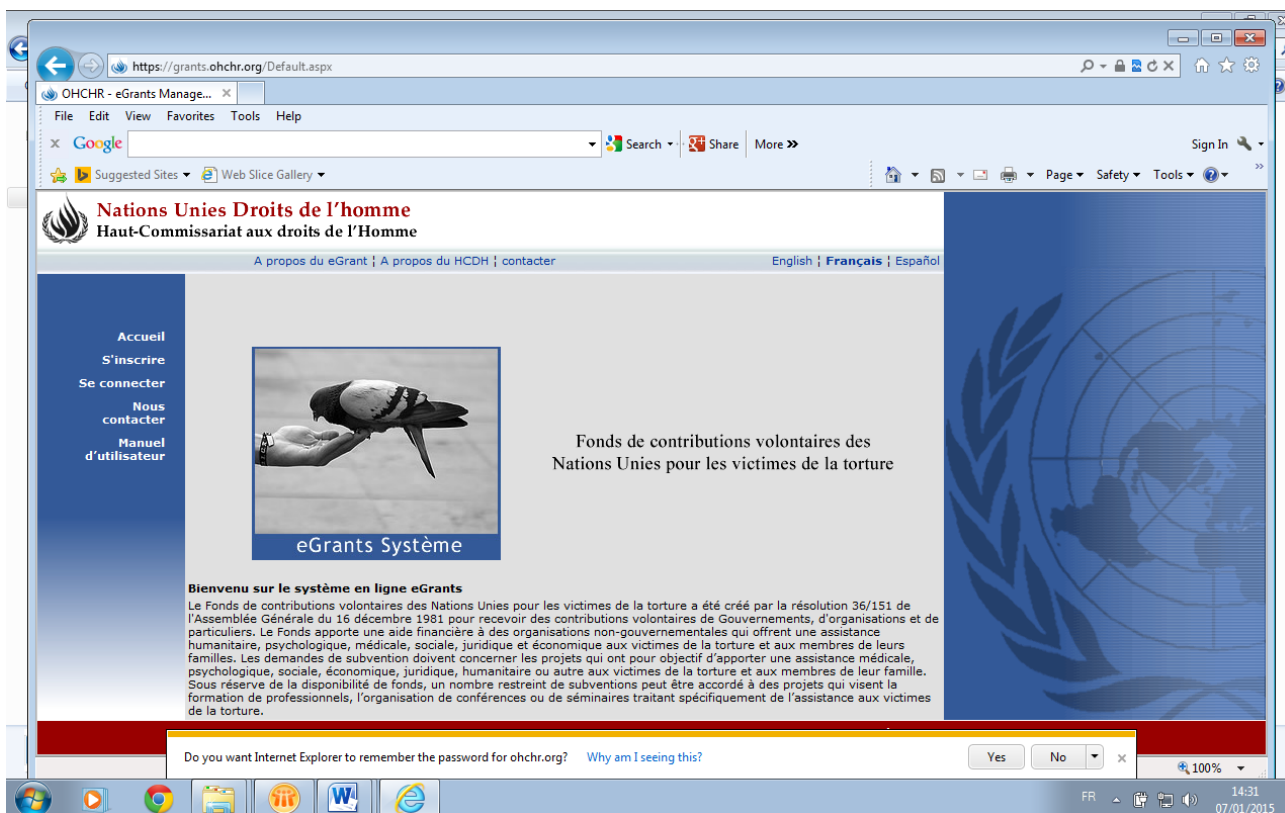 https://grants.ohchr.org/Default.aspx
OHCHR - eGrants Manage...
File Edit View Favorites Tools Help
x Google Search Share More »
Sign In
Suggested Sites Web Slice Gallery
Page Safety Tools
Nations Unies Droits de l'homme
Haut-Commissariat aux droits de l'Homme
A propos du eGrant ¦ A propos du HCDH ¦ contacter
English ¦ Français ¦ Español
Accueil
S'inscrire
Se connecter
Nous
contacter
Manuel
d'utilisateur
eGrants Système
Fonds de contributions volontaires des
Nations Unies pour les victimes de la torture
Bienvenu sur le système en ligne eGrants
Le Fonds de contributions volontaires des Nations Unies pour les victimes de la torture a été créé par la résolution 36/151 de
l'Assemblée Générale du 16 décembre 1981 pour recevoir des contributions volontaires de Gouvernements, d'organisations et de
particuliers. Le Fonds apporte une aide financière à des organisations non-gouvernementales qui offrent une assistance
humanitaire, psychologique, médicale, sociale, juridique et économique aux victimes de la torture et aux membres de leurs
familles. Les demandes de subvention doivent concerner les projets qui ont pour objectif d'apporter une assistance médicale,
psychologique, sociale, économique, juridique, humanitaire ou autre aux victimes de la torture et aux membres de leur famille.
Sous réserve de la disponibilité de fonds, un nombre restreint de subventions peut être accordé à des projets qui visent la
formation de professionnels, l'organisation de conférences ou de séminaires traitant spécifiquement de l'assistance aux victimes
de la torture.
Do you want Internet Explorer to remember the password for ohchr.org? Why am I seeing this?
Yes No
100%
FR
14:31
07/01/2015